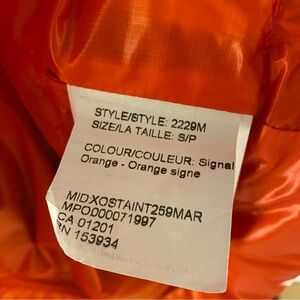 STYLE/STYLE: 2229M
SIZE/LA TAILLE: S/P
COLOUR/COULEUR: Signal
Orange - Orange signe
MIDXOSTAINT259MAR
MPO000071997
CA 01201
RN 153934